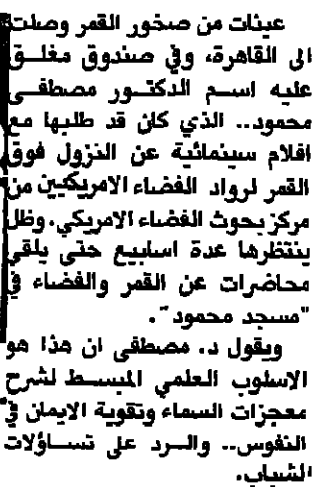 عينات من صخور القمر وصلت
الى القاهرة، وفي صندوق مغلق
عليه اسم الدكتور مصطفى
محمود.. الذي كان قد طلبها مع
افلام سينمائية عن النزول فوق
القمر لرواد الفضاء الامريكيين من
مركز بحوث الفضاء الامريكي. وظل
ينتظرها عدة اسابيع حتى يلقي
محاضرات عن القمر والفضاء في
"مسجد محمود".
ويقول د. مصطفى ان هذا هو
الاسلوب العلمي المبسط لشرح
معجزات السماء وتقوية الايمان في
النفوس.. والرد على تساؤلات
الشباب.